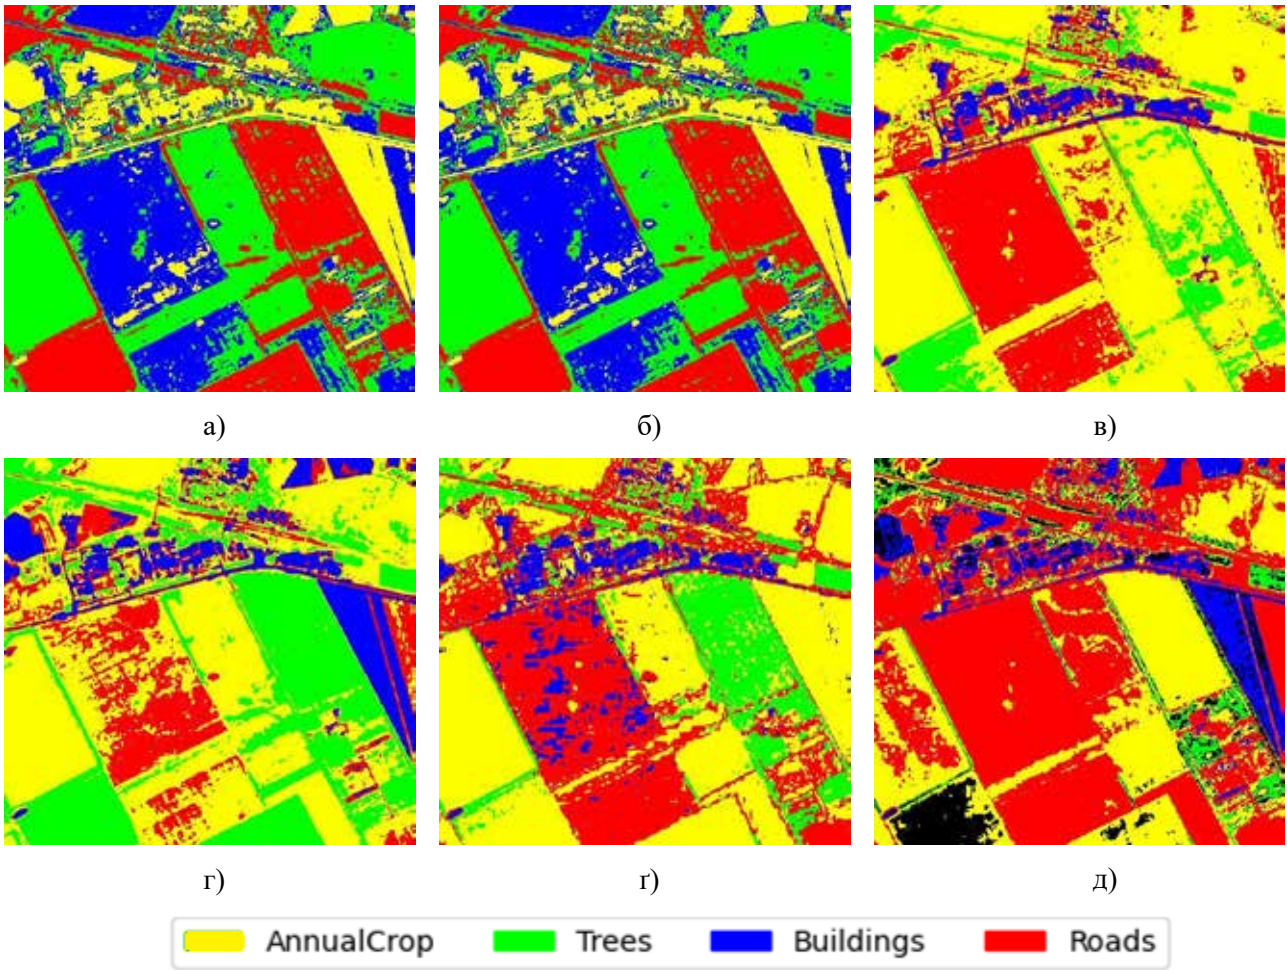 а) б) в)
г) ґ) д)
AnnualCrop Trees Buildings Roads